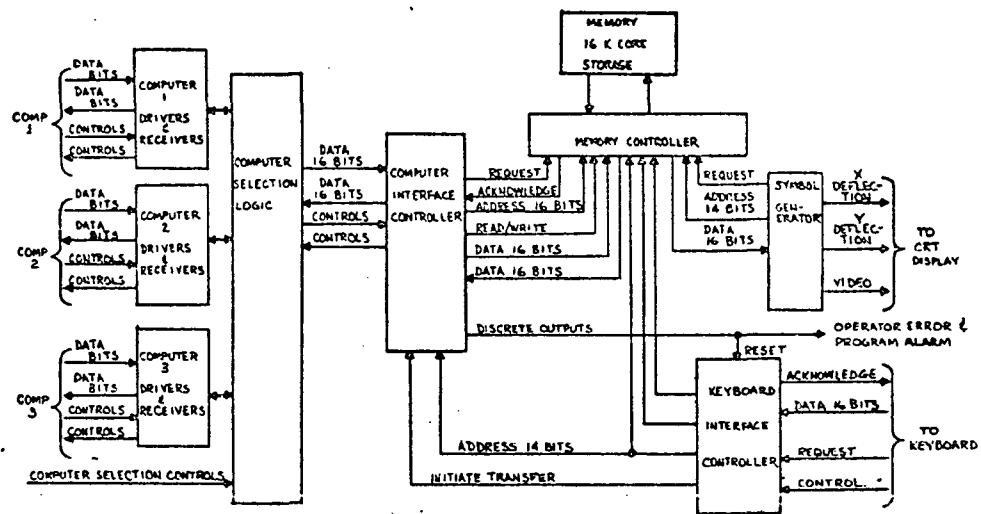 MEMORY
16 K CORE
STORAGE
MEMORY CONTROLLER
COMP
1
DATA
BITS
DATA
BITS
CONTROLS
CONTROLS
COMPUTER
1
DRIVERS
&
RECEIVERS
COMP
2
DATA
BITS
DATA
BITS
CONTROLS
CONTROLS
COMPUTER
2
DRIVERS
&
RECEIVERS
COMP
3
DATA
BITS
DATA
BITS
CONTROLS
CONTROLS
COMPUTER
3
DRIVERS
&
RECEIVERS
COMPUTER SELECTION CONTROLS
COMPUTER
SELECTION
LOGIC
DATA
16 BITS
DATA
16 BITS
CONTROLS
CONTROLS
COMPUTER
INTERFACE
CONTROLLER
REQUEST
ACKNOWLEDGE
ADDRESS 16 BITS
READ/WRITE
DATA 16 BITS
DATA 16 BITS
DISCRETE OUTPUTS
ADDRESS 14 BITS
INITIATE TRANSFER
REQUEST
ADDRESS
14 BITS
DATA
16 BITS
SYMBOL
GENERATOR
X
DEFLEC-
TION
Y
DEFLEC-
TION
VIDEO
TO
CRT
DISPLAY
OPERATOR ERROR &
PROGRAM ALARM
RESET
KEYBOARD
INTERFACE
CONTROLLER
ACKNOWLEDGE
DATA 16 BITS
REQUEST
CONTROL.
TO
KEYBOARD